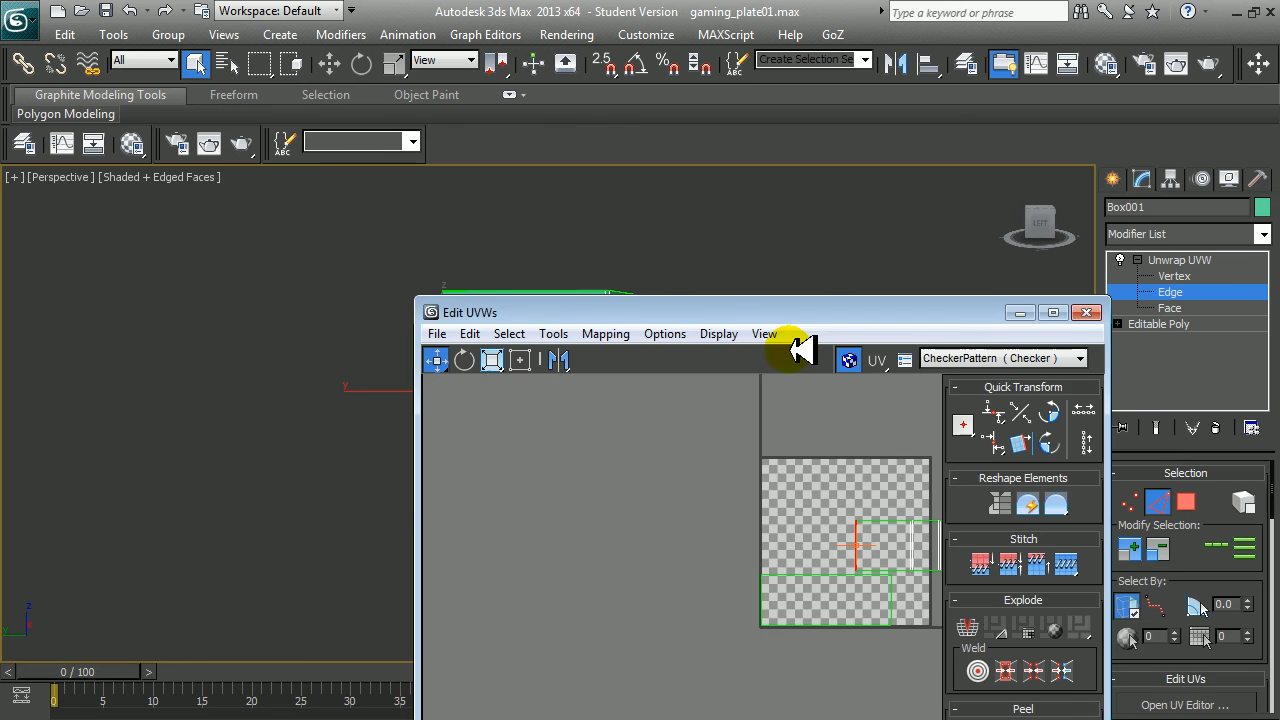 Workspace: Default
Autodesk 3ds Max 2013 x64 - Student Version gaming_plate01.max
Type a keyword or phrase
Edit Tools Group Views Create Modifiers Animation Graph Editors Rendering Customize MAXScript Help GoZ
All
View
2.5
Create Selection Se
Graphite Modeling Tools Freeform Selection Object Paint
Polygon Modeling
ABC
[+] [Perspective] [Shaded + Edged Faces]
LEFT
Box001
Modifier List
Unwrap UVW
Vertex
Edge
Face
Editable Poly
z
y
Edit UVWs
File Edit Select Tools Mapping Options Display View
UV
CheckerPattern ( Checker )
Quick Transform
Reshape Elements
Stitch
Explode
Weld
Peel
Selection
Modify Selection:
Select By:
0.0
0
0
Edit UVs
Open UV Editor ...
z
y
0 / 100
0 5 10 15 20 25 30 35